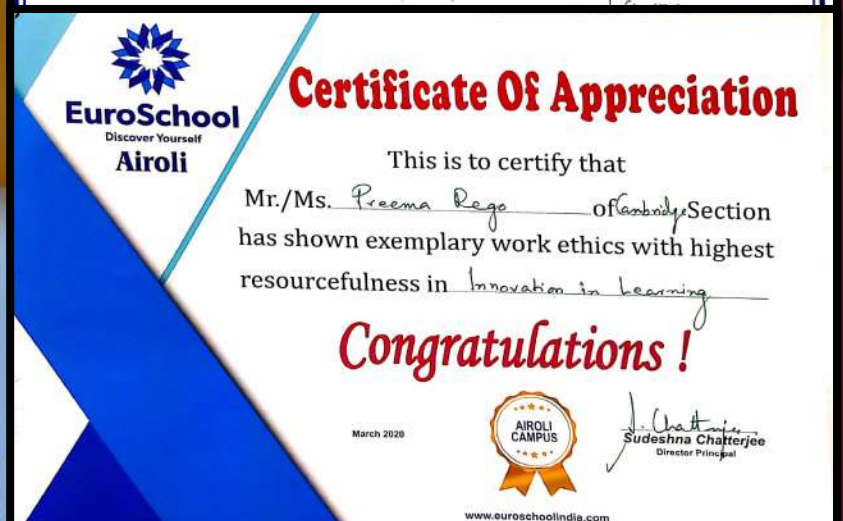 EuroSchool
Discover Yourself
Airoli
Certificate Of Appreciation
This is to certify that
Mr./Ms. Preema Rego of Cambridge Section
has shown exemplary work ethics with highest
resourcefulness in Innovation in Learning
Congratulations !
March 2020
AIROLI
CAMPUS
S. Chatterjee
Sudeshna Chatterjee
Director Principal
www.euroschoolindia.com